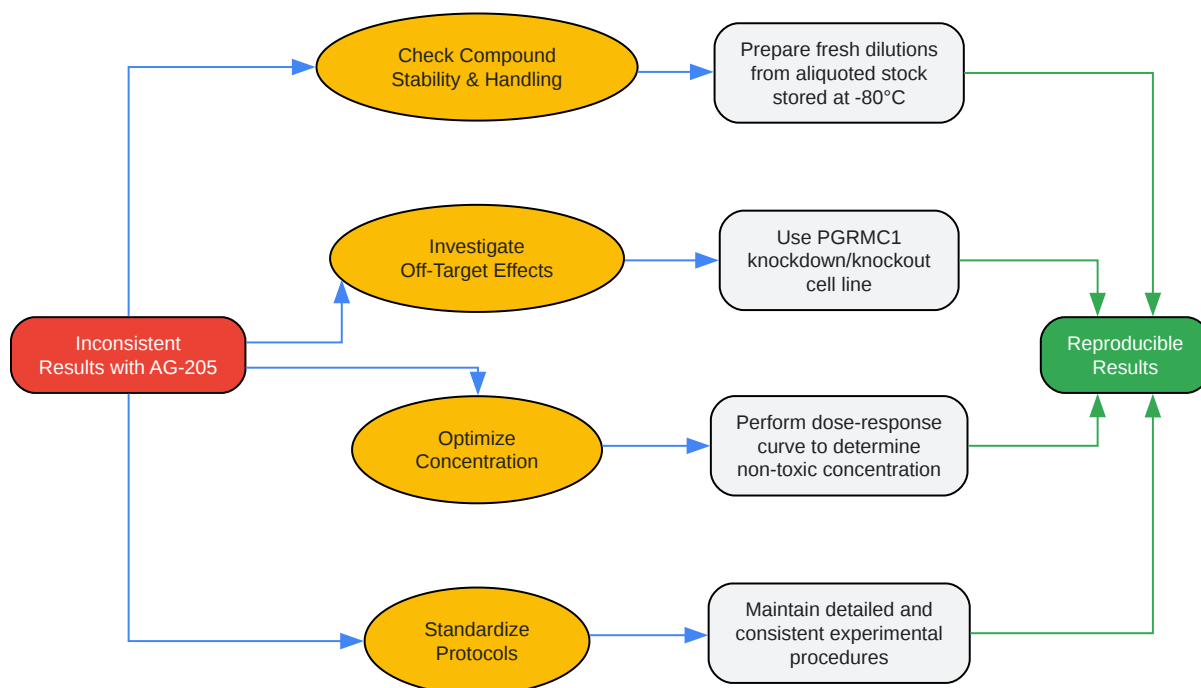 Check Compound
Stability & Handling
Prepare fresh dilutions
from aliquoted stock
stored at -80°C
Investigate
Off-Target Effects
Use PGRMC1
knockdown/knockout
cell line
Inconsistent
Results with AG-205
Reproducible
Results
Optimize
Concentration
Perform dose-response
curve to determine
non-toxic concentration
Standardize
Protocols
Maintain detailed and
consistent experimental
procedures